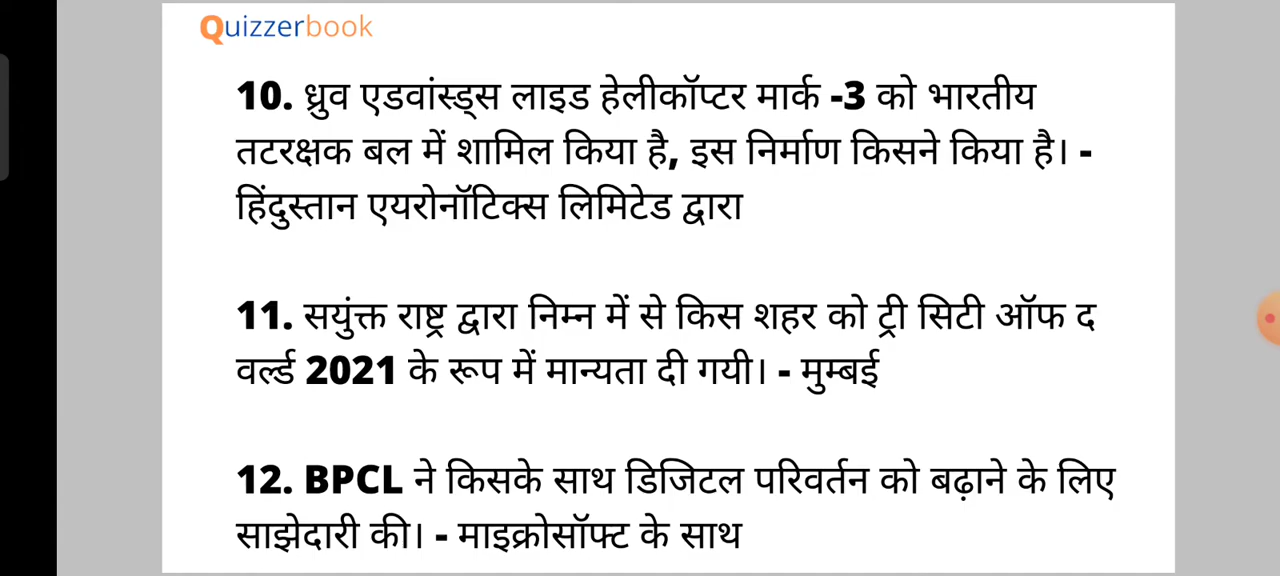 Quizzerbook
10. ध्रुव एडवांस्ड्स लाइड हेलीकॉप्टर मार्क -3 को भारतीय
तटरक्षक बल में शामिल किया है, इस निर्माण किसने किया है। -
हिंदुस्तान एयरोनॉटिक्स लिमिटेड द्वारा
11. सयुंक्त राष्ट्र द्वारा निम्न में से किस शहर को ट्री सिटी ऑफ द
वर्ल्ड 2021 के रूप में मान्यता दी गयी। - मुम्बई
12. BPCL ने किसके साथ डिजिटल परिवर्तन को बढ़ाने के लिए
साझेदारी की। - माइक्रोसॉफ्ट के साथ